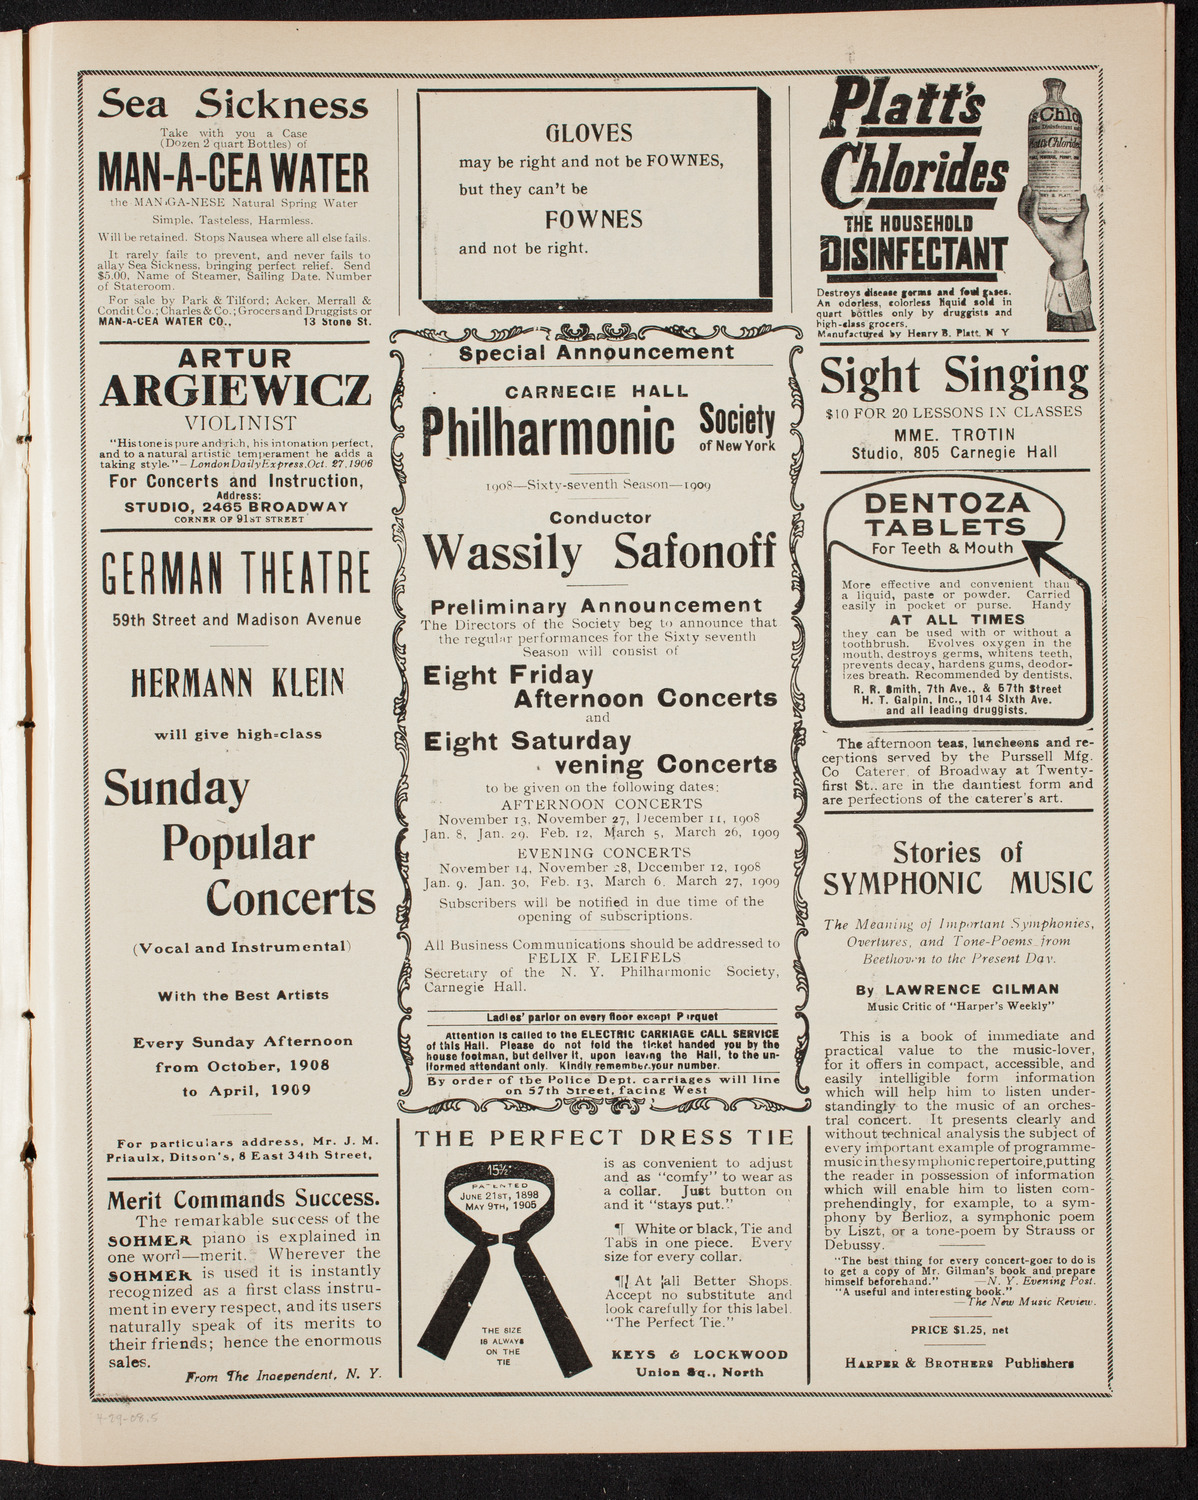 Sea Sickness
Take with you a Case
(Dozen 2 quart Bottles) of
MAN-A-CEA WATER
the MAN-GA-NESE Natural Spring Water
Simple, Tasteless, Harmless.
Will be retained. Stops Nausea where all else fails.
It rarely fails to prevent, and never fails to
allay Sea Sickness, bringing perfect relief. Send
$5.00, Name of Steamer, Sailing Date, Number
of Stateroom.
For sale by Park & Tilford; Acker, Merrall &
Condit Co.; Charles & Co.; Grocers and Druggists or
MAN-A-CEA WATER CO., 13 Stone St.
ARTUR
ARGIEWICZ
VIOLINIST
"His tone is pure and rich, his intonation perfect,
and to a natural artistic temperament he adds a
taking style."—London Daily Express, Oct. 27, 1906
For Concerts and Instruction,
Address:
STUDIO, 2465 BROADWAY
CORNER OF 91ST STREET
GERMAN THEATRE
59th Street and Madison Avenue
HERMANN KLEIN
will give high=class
Sunday
Popular
Concerts
(Vocal and Instrumental)
With the Best Artists
Every Sunday Afternoon
from October, 1908
to April, 1909
For particulars address, Mr. J. M.
Priaulx, Ditson's, 8 East 34th Street,
Merit Commands Success.
The remarkable success of the
SOHMER piano is explained in
one word—merit. Wherever the
SOHMER is used it is instantly
recognized as a first class instru-
ment in every respect, and its users
naturally speak of its merits to
their friends; hence the enormous
sales.
From The Independent, N. Y.
GLOVES
may be right and not be FOWNES,
but they can't be
FOWNES
and not be right.
Special Announcement
CARNEGIE HALL
Philharmonic Society
of New York
1908—Sixty-seventh Season—1909
Conductor
Wassily Safonoff
Preliminary Announcement
The Directors of the Society beg to announce that
the regular performances for the Sixty seventh
Season will consist of
Eight Friday
Afternoon Concerts
and
Eight Saturday
vening Concerts
to be given on the following dates:
AFTERNOON CONCERTS
November 13, November 27, December 11, 1908
Jan. 8, Jan. 29, Feb. 12, March 5, March 26, 1909
EVENING CONCERTS
November 14, November 28, December 12, 1908
Jan. 9, Jan. 30, Feb. 13, March 6, March 27, 1909
Subscribers will be notified in due time of the
opening of subscriptions.
All Business Communications should be addressed to
FELIX F. LEIFELS
Secretary of the N. Y. Philharmonic Society,
Carnegie Hall.
Ladies' parlor on every floor except Parquet
Attention is called to the ELECTRIC CARRIAGE CALL SERVICE
of this Hall. Please do not fold the ticket handed you by the
house footman, but deliver it, upon leaving the Hall, to the un-
iformed attendant only. Kindly remember your number.
By order of the Police Dept. carriages will line
on 57th Street, facing West
THE PERFECT DRESS TIE
15½
PATENTED
JUNE 21ST, 1898
MAY 9TH, 1905
THE SIZE
IS ALWAYS
ON THE
TIE
is as convenient to adjust
and as "comfy" to wear as
a collar. Just button on
and it "stays put."
¶ White or black, Tie and
Tabs in one piece. Every
size for every collar.
¶ At all Better Shops.
Accept no substitute and
look carefully for this label.
"The Perfect Tie."
KEYS & LOCKWOOD
Union Sq., North
Platt's
Chlorides
THE HOUSEHOLD
DISINFECTANT
Destroys disease germs and foul gases.
An odorless, colorless liquid sold in
quart bottles only by druggists and
high-class grocers.
Manufactured by Henry B. Platt, N Y
Sight Singing
$10 FOR 20 LESSONS IN CLASSES
MME. TROTIN
Studio, 805 Carnegie Hall
DENTOZA
TABLETS
For Teeth & Mouth
More effective and convenient than
a liquid, paste or powder. Carried
easily in pocket or purse. Handy
AT ALL TIMES
they can be used with or without a
toothbrush. Evolves oxygen in the
mouth, destroys germs, whitens teeth,
prevents decay, hardens gums, deodor-
izes breath. Recommended by dentists.
R. R. Smith, 7th Ave., & 57th Street
H. T. Galpin, Inc., 1014 Sixth Ave.
and all leading druggists.
The afternoon teas, luncheons and re-
ceptions served by the Purssell Mfg.
Co Caterer, of Broadway at Twenty-
first St., are in the daintiest form and
are perfections of the caterer's art.
Stories of
SYMPHONIC MUSIC
The Meaning of Important Symphonies,
Overtures, and Tone-Poems from
Beethoven to the Present Day.
By LAWRENCE GILMAN
Music Critic of "Harper's Weekly"
This is a book of immediate and
practical value to the music-lover,
for it offers in compact, accessible, and
easily intelligible form information
which will help him to listen under-
standingly to the music of an orches-
tral concert. It presents clearly and
without technical analysis the subject of
every important example of programme-
music in the symphonic repertoire, putting
the reader in possession of information
which will enable him to listen com-
prehendingly, for example, to a sym-
phony by Berlioz, a symphonic poem
by Liszt, or a tone-poem by Strauss or
Debussy.
"The best thing for every concert-goer to do is
to get a copy of Mr. Gilman's book and prepare
himself beforehand." —N. Y. Evening Post.
"A useful and interesting book."
—The New Music Review.
PRICE $1.25, net
HARPER & BROTHERS Publishers
4-29-08.5